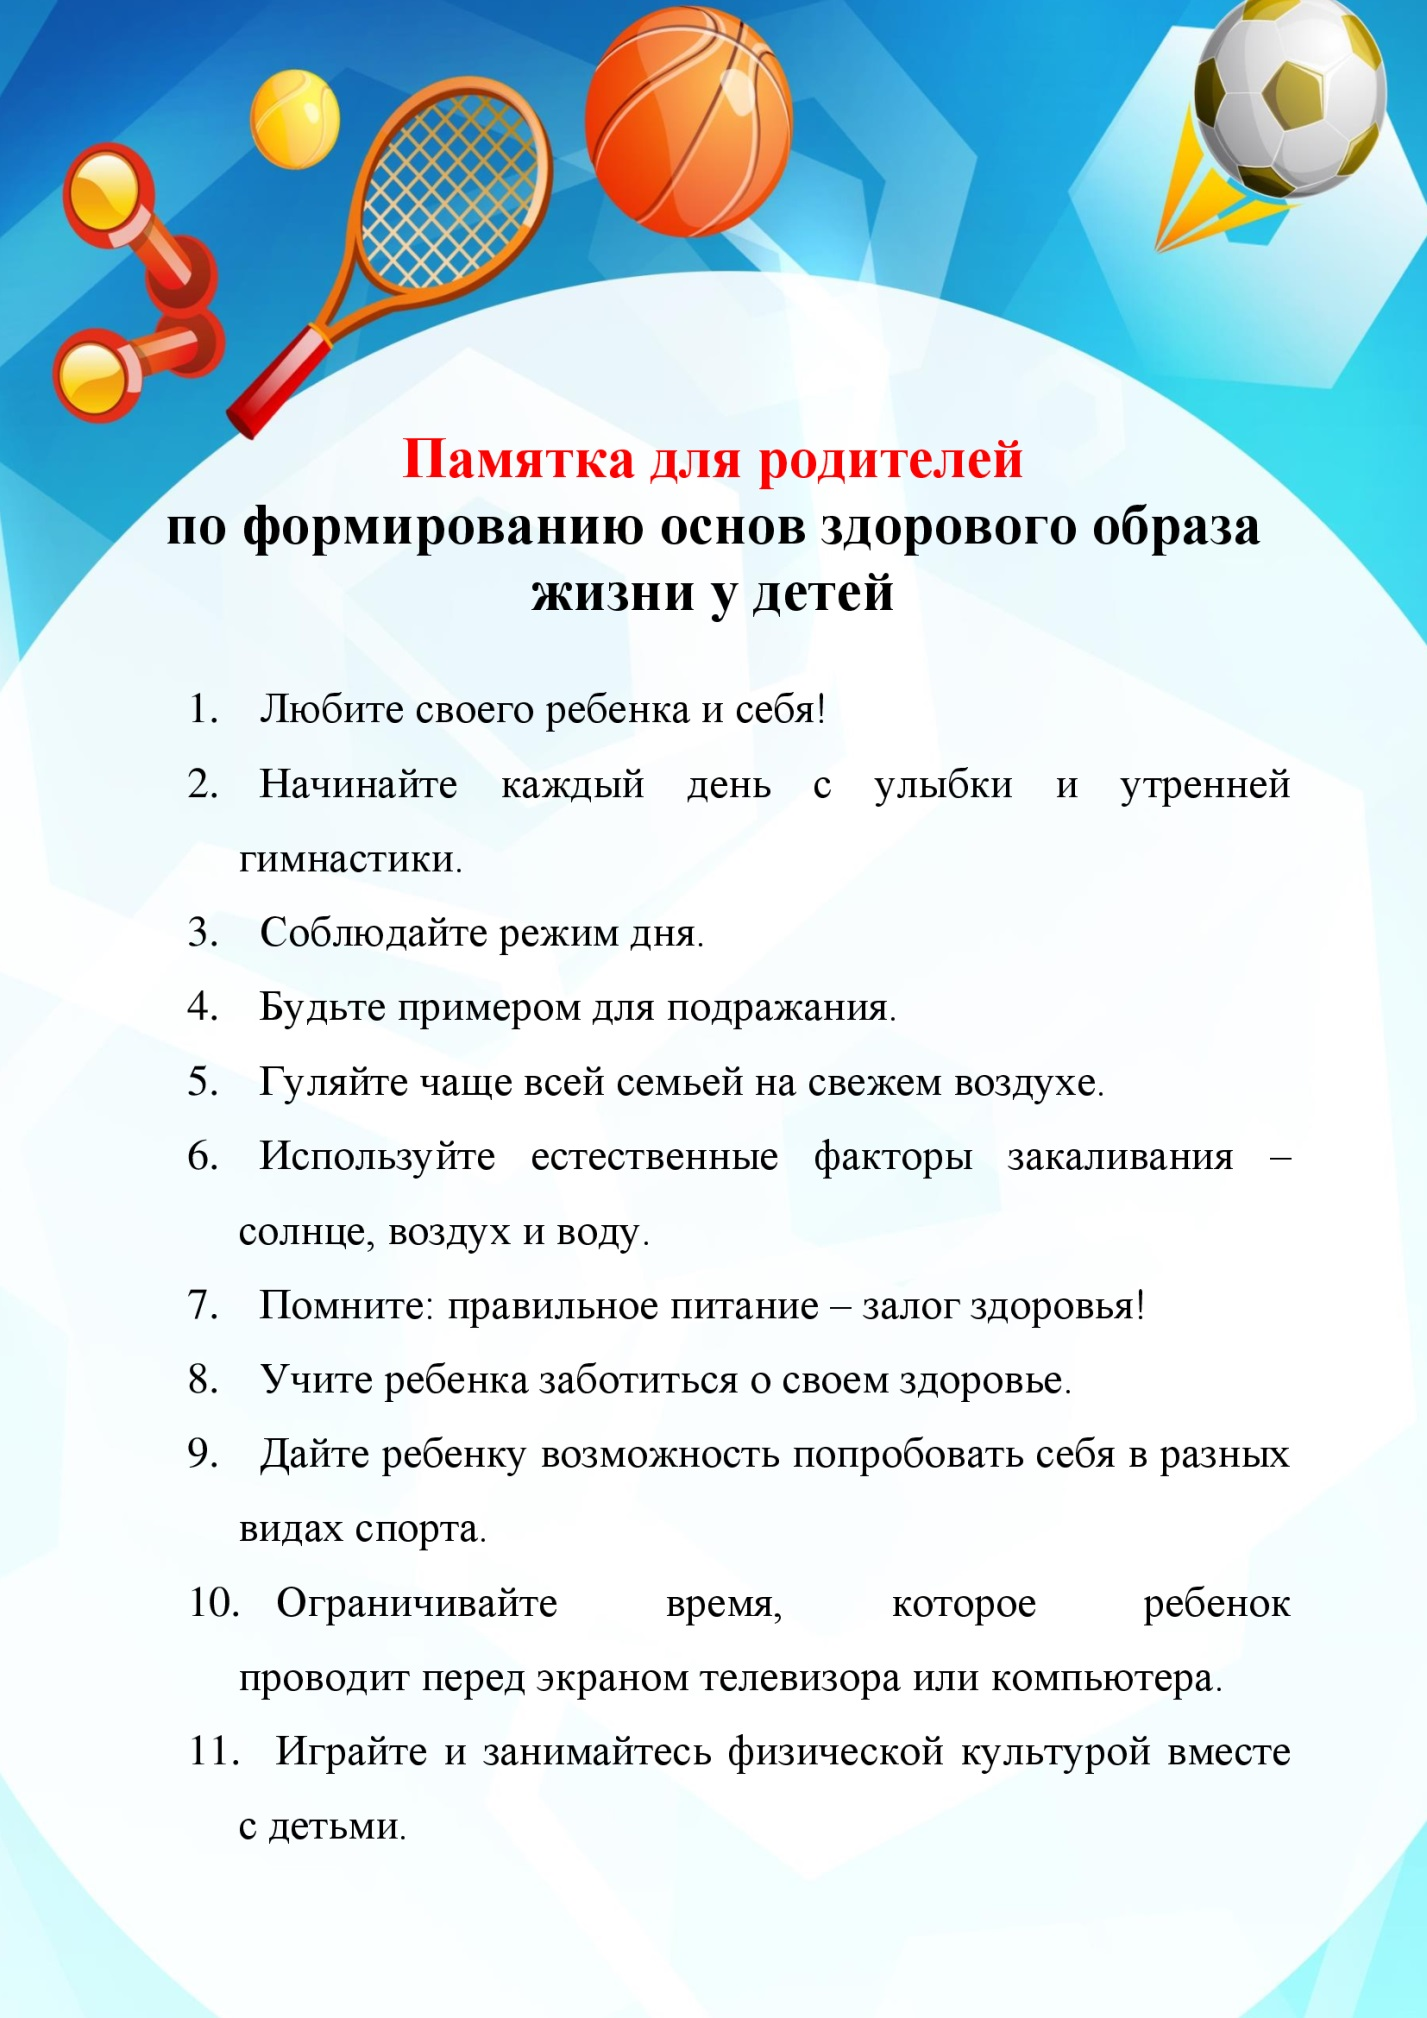 Памятка для родителей
по формированию основ здорового образа
жизни у детей
1. Любите своего ребенка и себя!
2. Начинайте каждый день с улыбки и утренней
гимнастики.
3. Соблюдайте режим дня.
4. Будьте примером для подражания.
5. Гуляйте чаще всей семьей на свежем воздухе.
6. Используйте естественные факторы закаливания –
солнце, воздух и воду.
7. Помните: правильное питание – залог здоровья!
8. Учите ребенка заботиться о своем здоровье.
9. Дайте ребенку возможность попробовать себя в разных
видах спорта.
10. Ограничивайте время, которое ребенок
проводит перед экраном телевизора или компьютера.
11. Играйте и занимайтесь физической культурой вместе
с детьми.